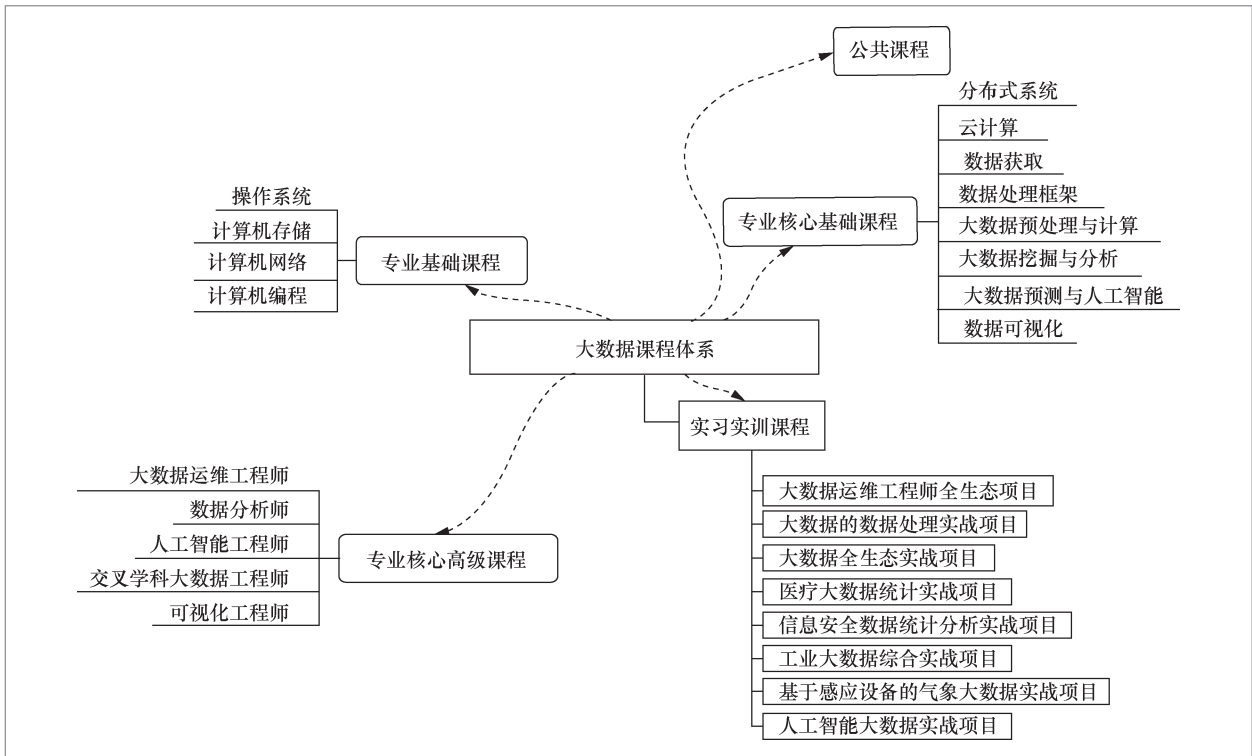 公共课程
专业核心基础课程
分布式系统
云计算
数据获取
数据处理框架
大数据预处理与计算
大数据挖掘与分析
大数据预测与人工智能
数据可视化
操作系统
计算机存储
计算机网络
计算机编程
专业基础课程
大数据课程体系
实习实训课程
大数据运维工程师
数据分析师
人工智能工程师
交叉学科大数据工程师
可视化工程师
专业核心高级课程
大数据运维工程师全生态项目
大数据的数据处理实战项目
大数据全生态实战项目
医疗大数据统计实战项目
信息安全数据统计分析实战项目
工业大数据综合实战项目
基于感应设备的气象大数据实战项目
人工智能大数据实战项目